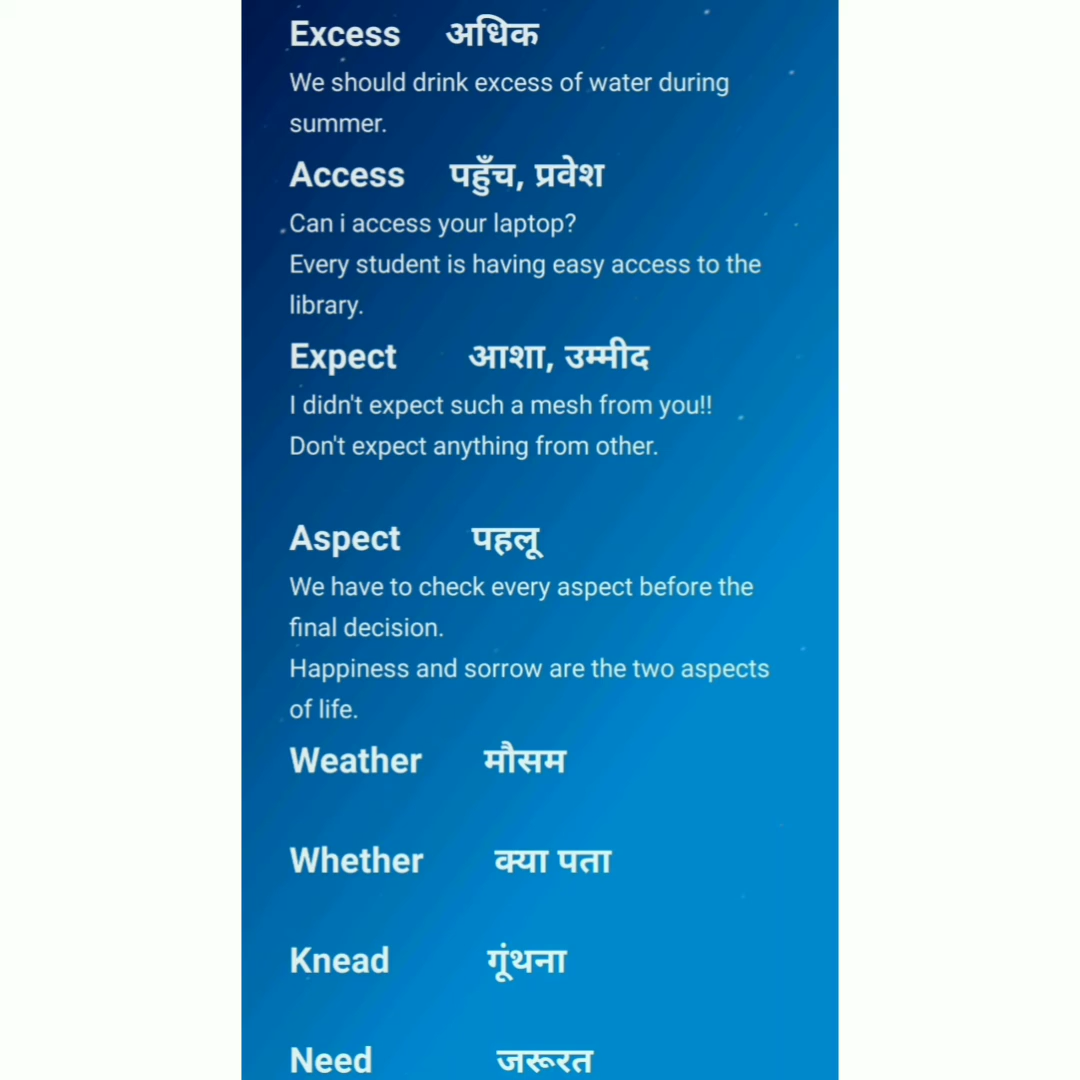 Excess अधिक
We should drink excess of water during
summer.
Access पहुँच, प्रवेश
Can i access your laptop?
Every student is having easy access to the
library.
Expect आशा, उम्मीद
I didn't expect such a mesh from you!!
Don't expect anything from other.
Aspect पहलू
We have to check every aspect before the
final decision.
Happiness and sorrow are the two aspects
of life.
Weather मौसम
Whether क्या पता
Knead गूंथना
Need जरूरत